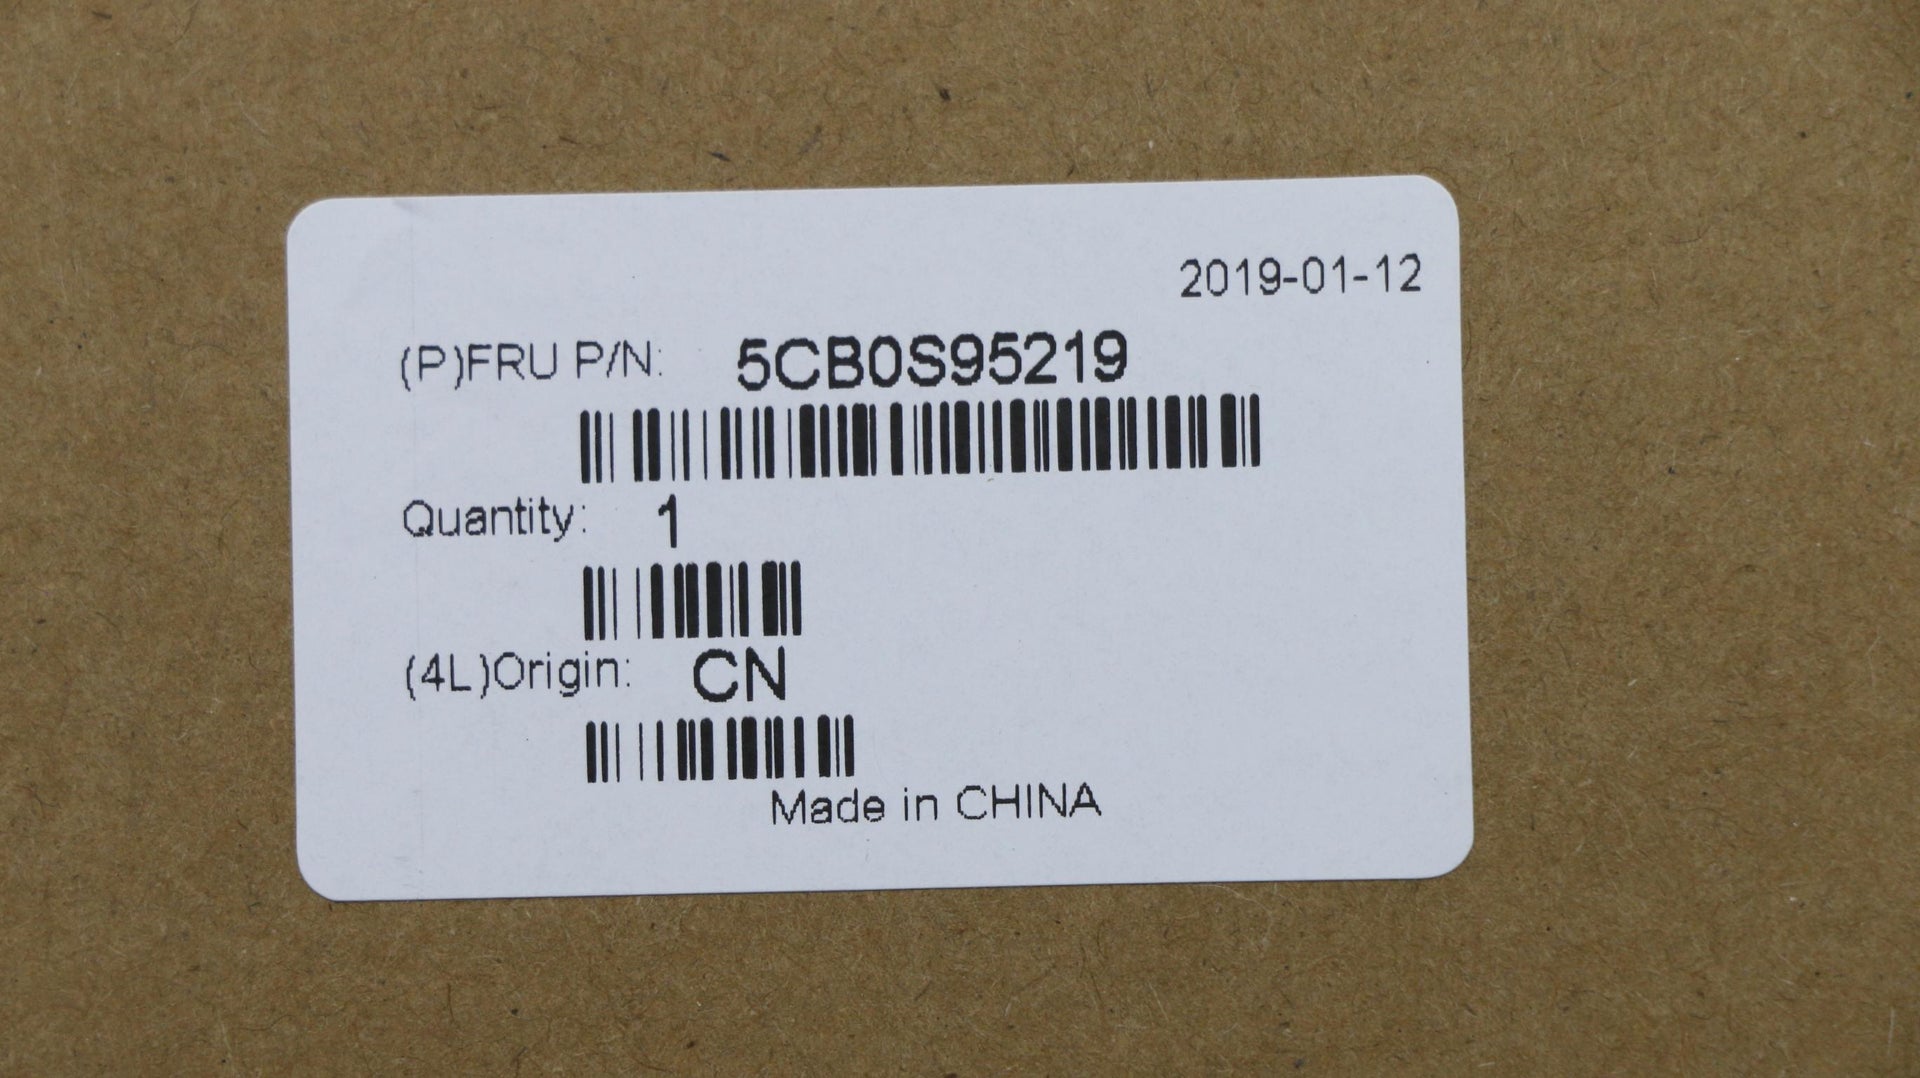 2019-01-12
(P)FRU P/N: 5CB0S95219
Quantity: 1
(4L)Origin: CN
Made in CHINA